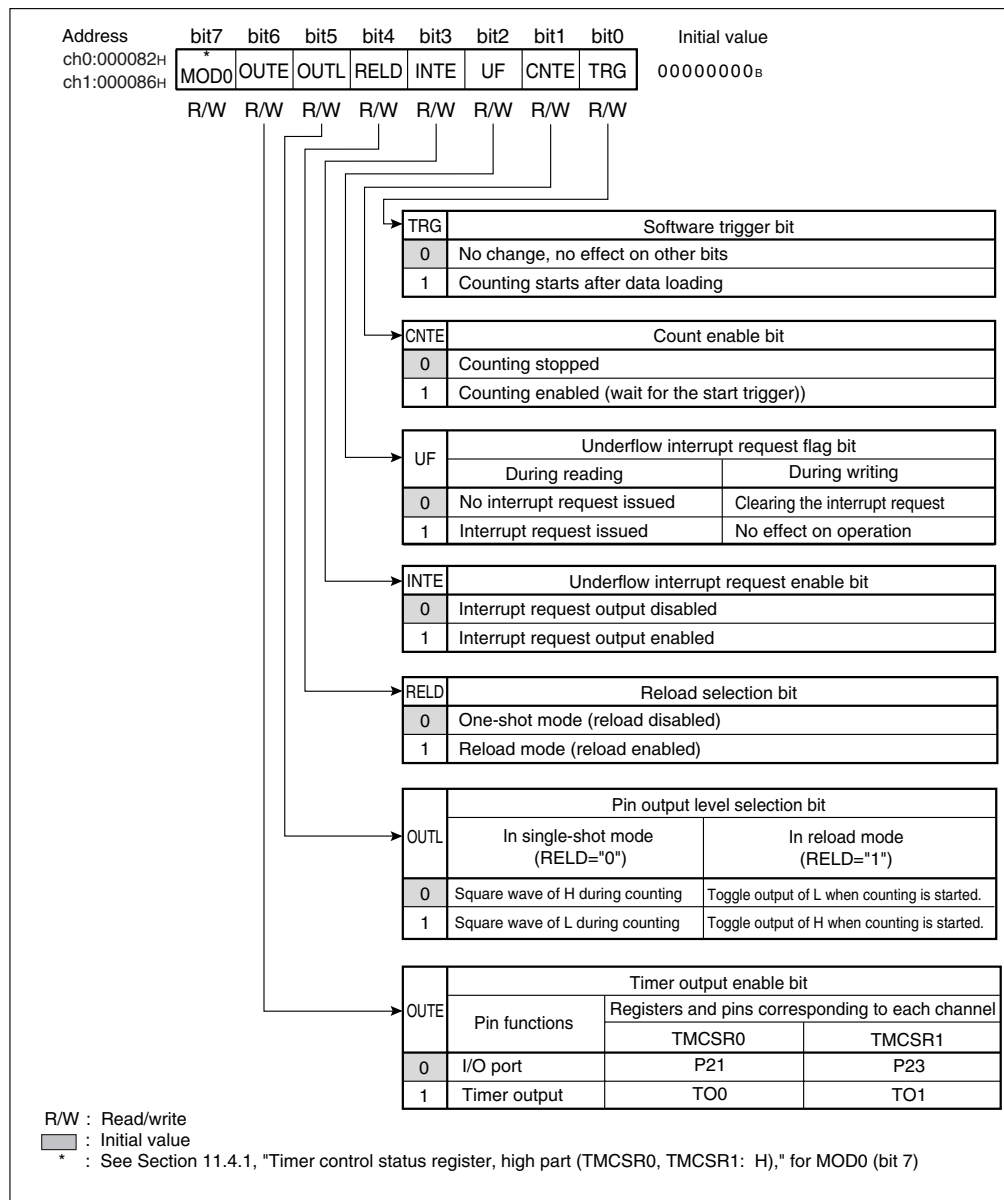 Address bit7 bit6 bit5 bit4 bit3 bit2 bit1 bit0 Initial value
ch0:000082H
ch1:000086H
*
MOD0 OUTE OUTL RELD INTE UF CNTE TRG 00000000B
R/W R/W R/W R/W R/W R/W R/W R/W
TRG Software trigger bit
0 No change, no effect on other bits
1 Counting starts after data loading
CNTE Count enable bit
0 Counting stopped
1 Counting enabled (wait for the start trigger))
UF Underflow interrupt request flag bit
During reading During writing
0 No interrupt request issued Clearing the interrupt request
1 Interrupt request issued No effect on operation
INTE Underflow interrupt request enable bit
0 Interrupt request output disabled
1 Interrupt request output enabled
RELD Reload selection bit
0 One-shot mode (reload disabled)
1 Reload mode (reload enabled)
Pin output level selection bit
OUTL In single-shot mode In reload mode
(RELD="0") (RELD="1")
0 Square wave of H during counting Toggle output of L when counting is started.
1 Square wave of L during counting Toggle output of H when counting is started.
Timer output enable bit
OUTE Pin functions Registers and pins corresponding to each channel
TMCSR0 TMCSR1
0 I/O port P21 P23
1 Timer output TO0 TO1
R/W : Read/write
: Initial value
* : See Section 11.4.1, "Timer control status register, high part (TMCSR0, TMCSR1: H)," for MOD0 (bit 7)